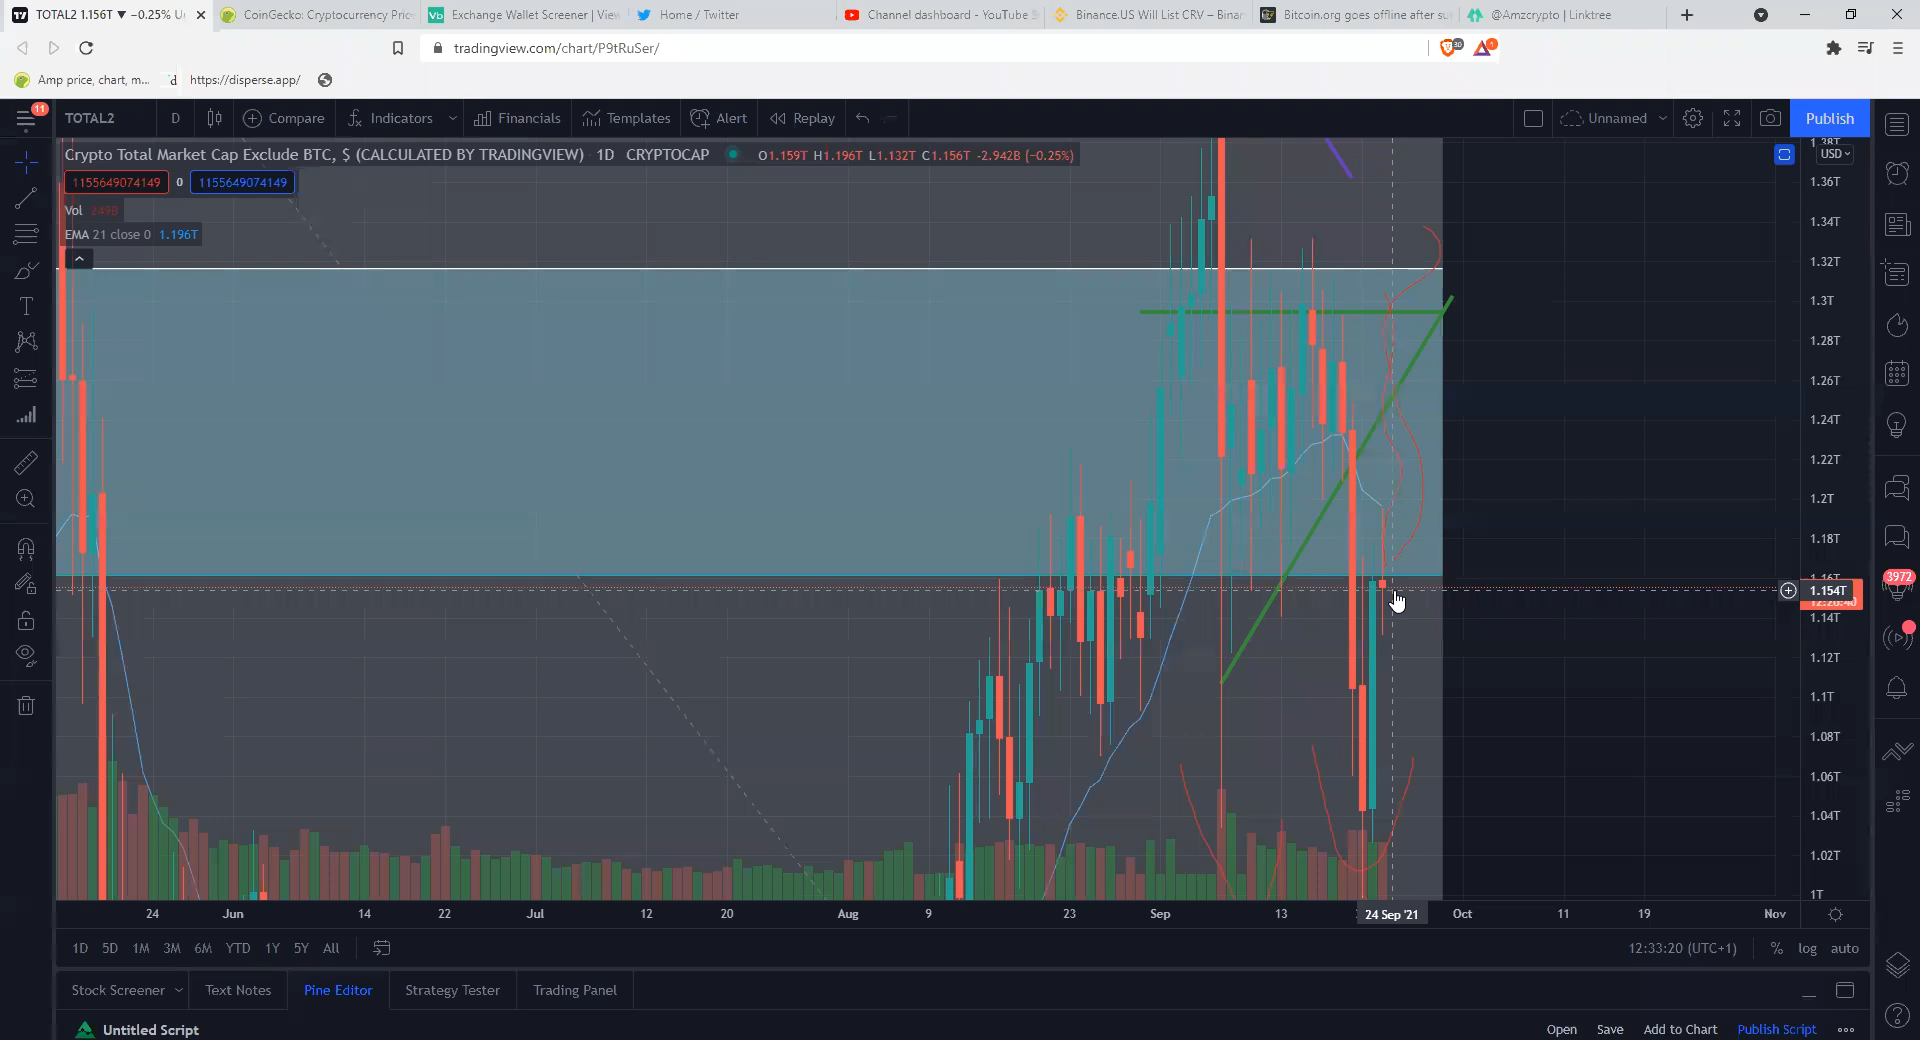 TOTAL2 1.156T ▼ −0.25%
CoinGecko: Cryptocurrency Pric
Exchange Wallet Screener | View
Home / Twitter
Channel dashboard - YouTube S
Binance.US Will List CRV – Binan
Bitcoin.org goes offline after su
@Amzcrypto | Linktree
tradingview.com/chart/P9tRuSer/
Amp price, chart, m...
https://disperse.app/
11
TOTAL2
D
Compare
Indicators
Financials
Templates
Alert
Replay
Unnamed
Publish
Crypto Total Market Cap Exclude BTC, $ (CALCULATED BY TRADINGVIEW) 1D CRYPTOCAP
O1.159T H1.196T L1.132T C1.156T −2.942B (−0.25%)
USD
1155649074149 0 1155649074149
Vol 249B
EMA 21 close 0 1.196T
1.38T
1.36T
1.34T
1.32T
1.3T
1.28T
1.26T
1.24T
1.22T
1.2T
1.18T
1.16T
1.154T
12:26:40
1.14T
1.12T
1.1T
1.08T
1.06T
1.04T
1.02T
1T
3972
24 Jun 14 22 Jul 12 20 Aug 9 23 Sep 13 24 Sep '21 Oct 11 19 Nov
1D 5D 1M 3M 6M YTD 1Y 5Y All
12:33:20 (UTC+1)
% log auto
Stock Screener
Text Notes
Pine Editor
Strategy Tester
Trading Panel
Untitled Script
Open
Save
Add to Chart
Publish Script